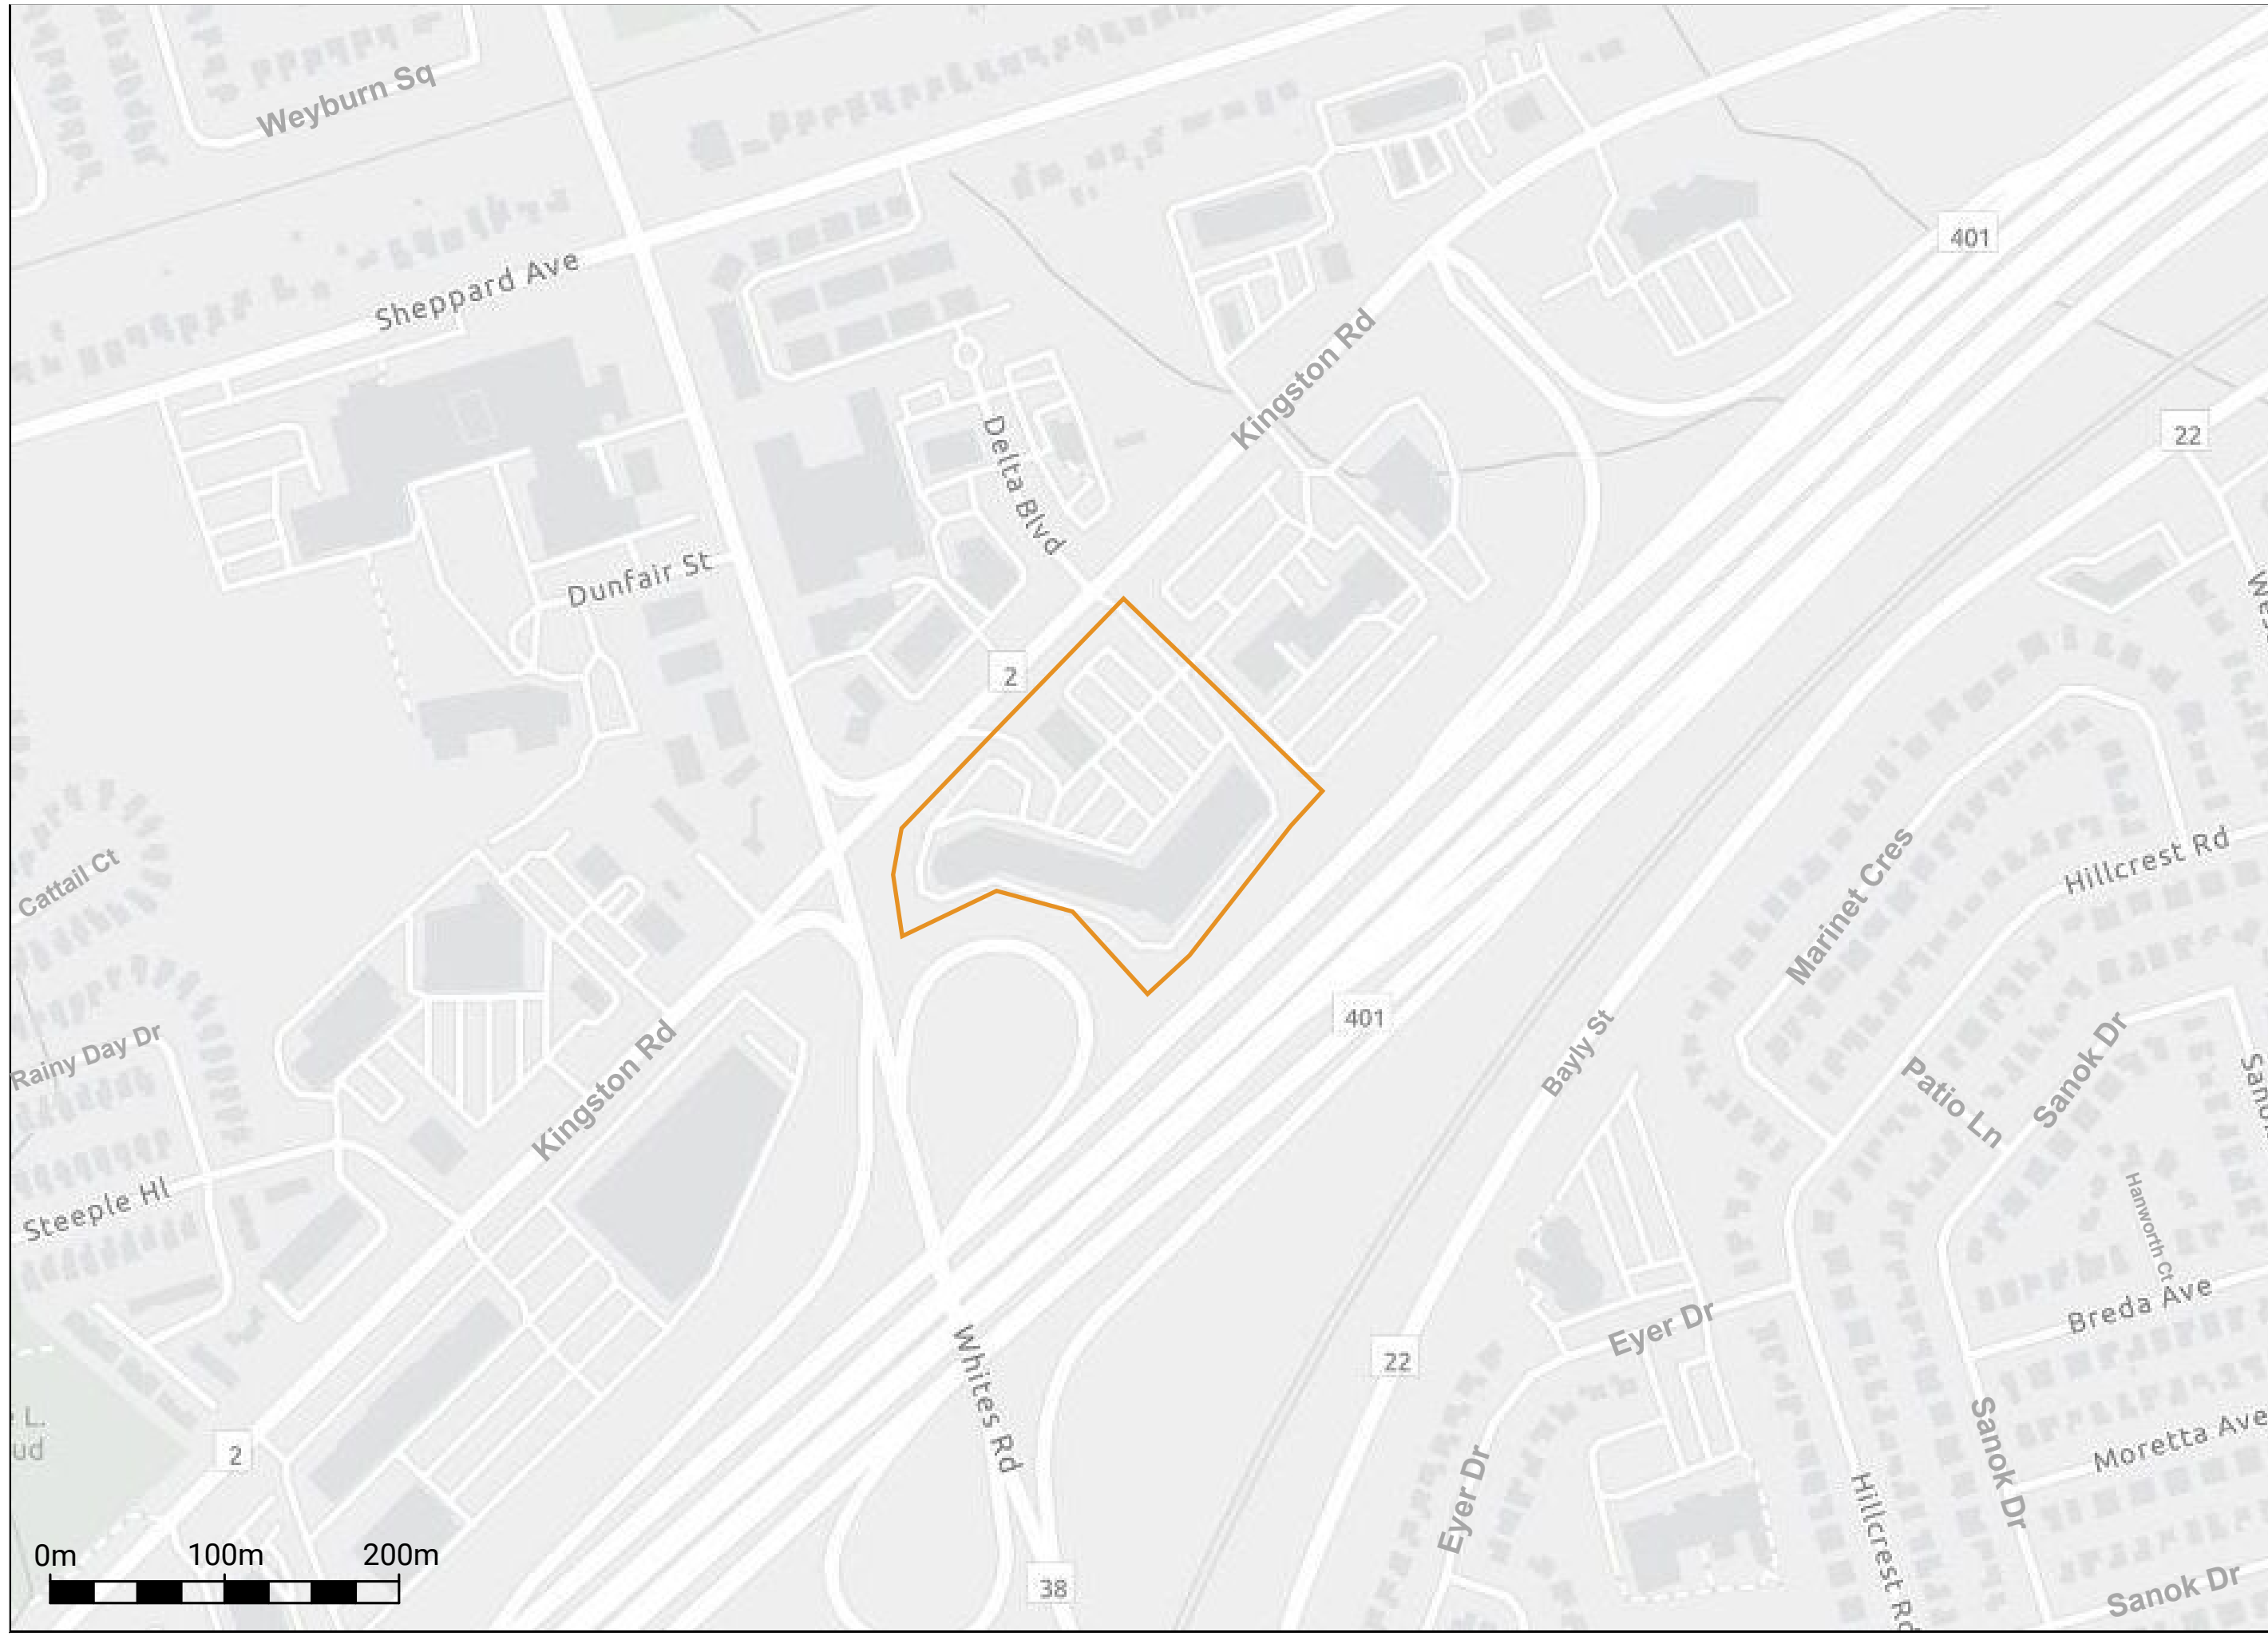 Weyburn Sq
Sheppard Ave
401
Kingston Rd
22
Delta Blvd
Dunfair St
2
Cattail Ct
Marinet Cres
Hillcrest Rd
401
Bayly St
Rainy Day Dr
Kingston Rd
Patio Ln
Sanok Dr
Steeple Hl
Hanworth Ct
Breda Ave
Eyer Dr
22
Whites Rd
L.
ud
2
Sanok Dr
Moretta Ave
Eyer Dr
Hillcrest Rd
0m 100m 200m
38
Sanok Dr